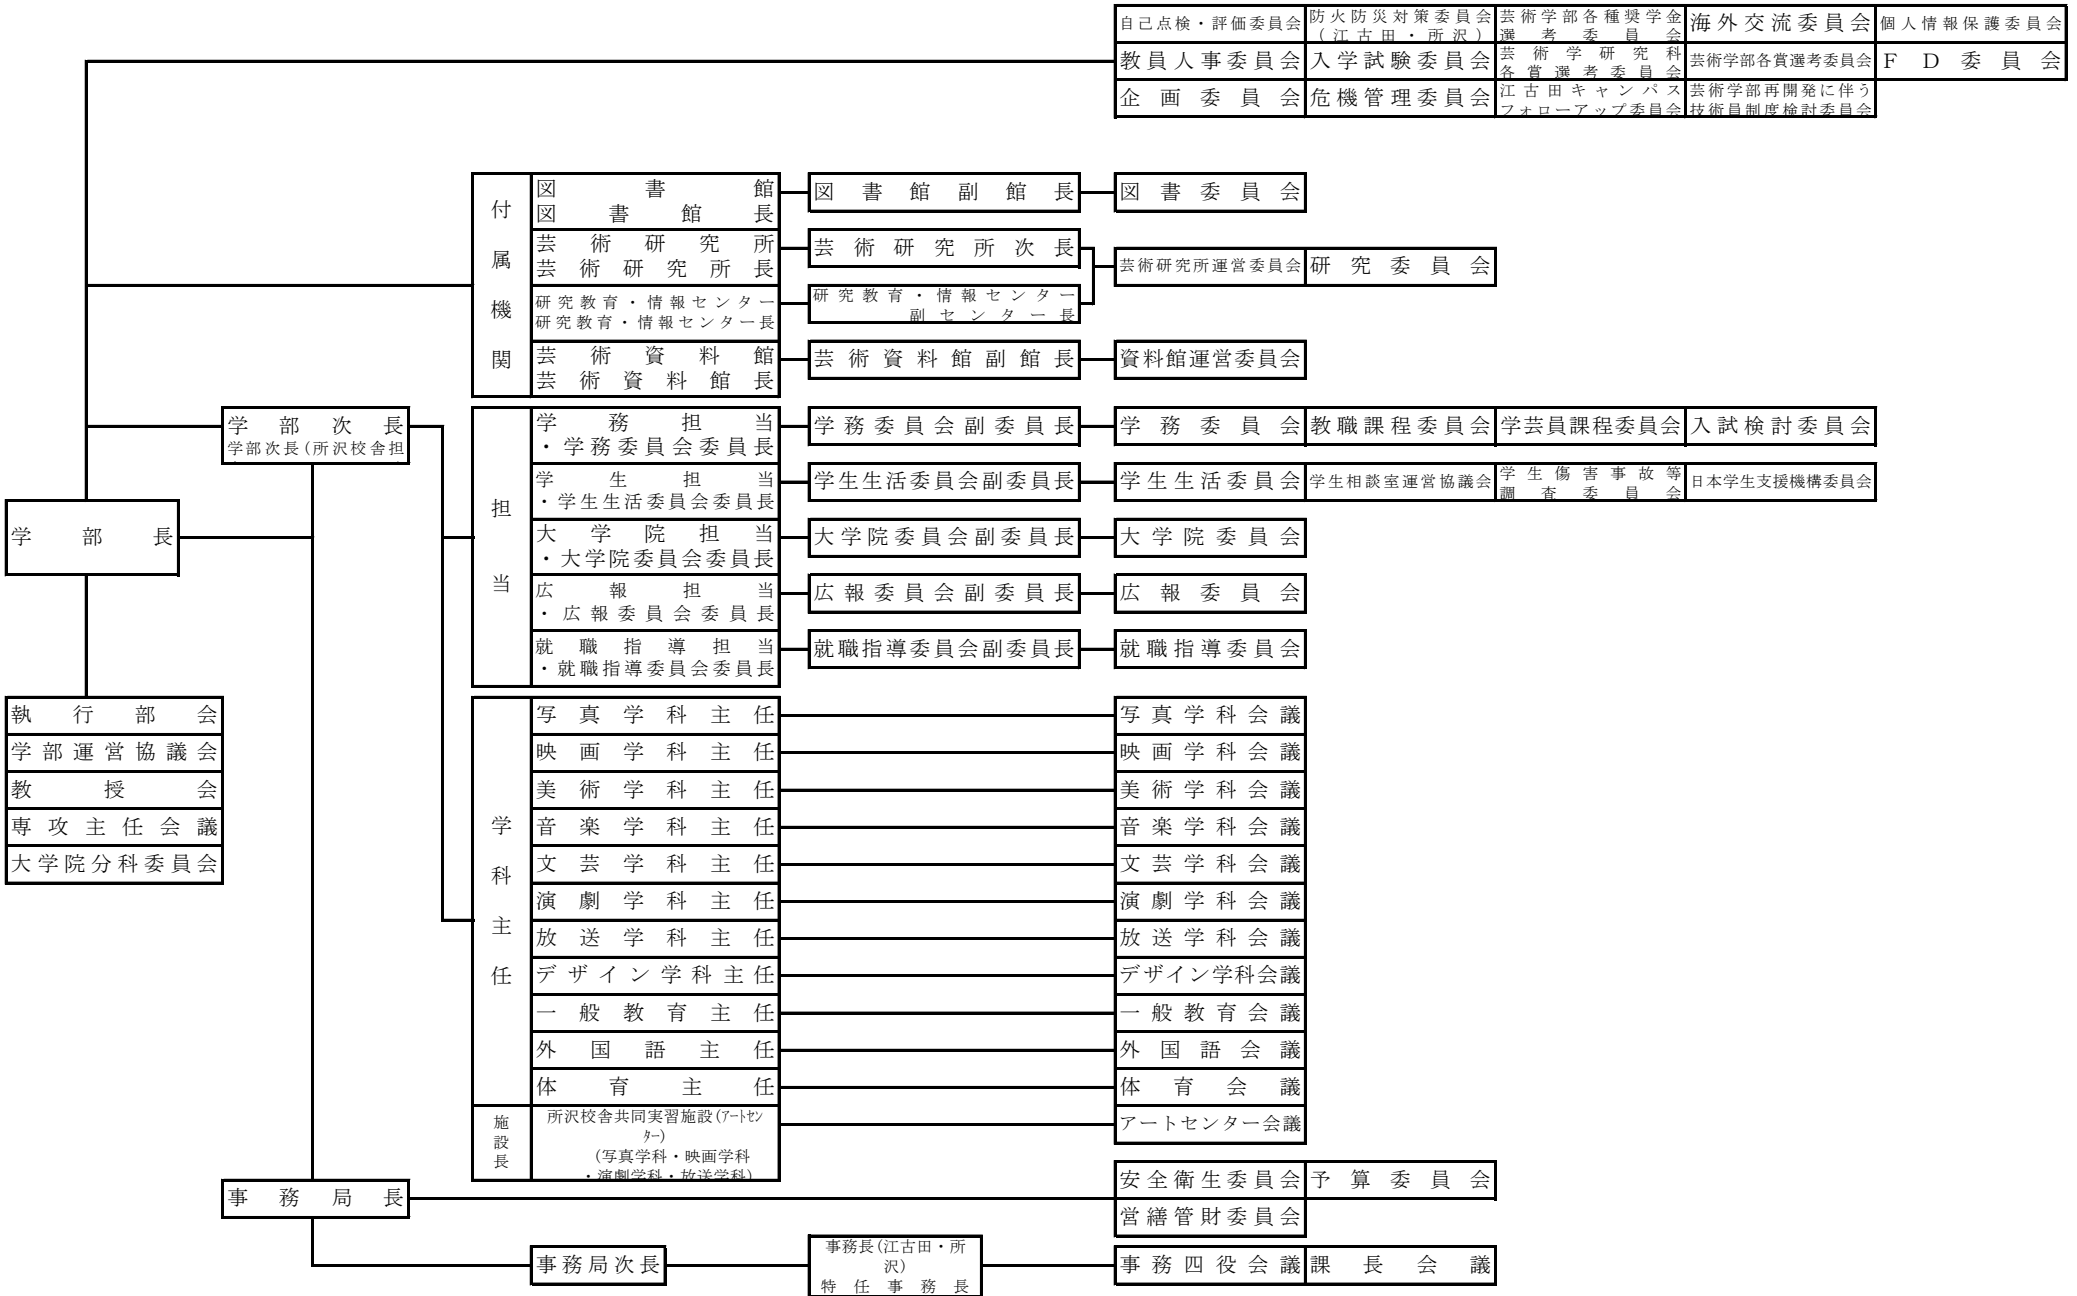 自己点検・評価委員会
防火防災対策委員会
(江古田・所沢)
芸術学部各種奨学金
選考委員会
海外交流委員会
個人情報保護委員会
教員人事委員会
入学試験委員会
芸術学研究科
各賞選考委員会
芸術学部各賞選考委員会
FD委員会
企画委員会
危機管理委員会
江古田キャンパス
フォローアップ委員会
芸術学部再開発に伴う
技術員制度検討委員会
付属機関
図書館
図書館長
図書館副館長
図書委員会
芸術研究所
芸術研究所長
芸術研究所次長
芸術研究所運営委員会
研究委員会
研究教育・情報センター
研究教育・情報センター長
研究教育・情報センター
副センター長
芸術資料館
芸術資料館長
芸術資料館副館長
資料館運営委員会
学部次長
学部次長(所沢校舎担
担当
学務担当
・学務委員会委員長
学務委員会副委員長
学務委員会
教職課程委員会
学芸員課程委員会
入試検討委員会
学生担当
・学生生活委員会委員長
学生生活委員会副委員長
学生生活委員会
学生相談室運営協議会
学生傷害事故等
調査委員会
日本学生支援機構委員会
学部長
大学院担当
・大学院委員会委員長
大学院委員会副委員長
大学院委員会
広報担当
・広報委員会委員長
広報委員会副委員長
広報委員会
就職指導担当
・就職指導委員会委員長
就職指導委員会副委員長
就職指導委員会
執行部会
学部運営協議会
教授会
専攻主任会議
大学院分科委員会
学科主任
写真学科主任
写真学科会議
映画学科主任
映画学科会議
美術学科主任
美術学科会議
音楽学科主任
音楽学科会議
文芸学科主任
文芸学科会議
演劇学科主任
演劇学科会議
放送学科主任
放送学科会議
デザイン学科主任
デザイン学科会議
一般教育主任
一般教育会議
外国語主任
外国語会議
体育主任
体育会議
施設長
所沢校舎共同実習施設(ｱｰﾄｾﾝ
ﾀｰ)
(写真学科・映画学科
・演劇学科・放送学科)
アートセンター会議
事務局長
安全衛生委員会
予算委員会
営繕管財委員会
事務局次長
事務長(江古田・所
沢)
特任事務長
事務四役会議
課長会議